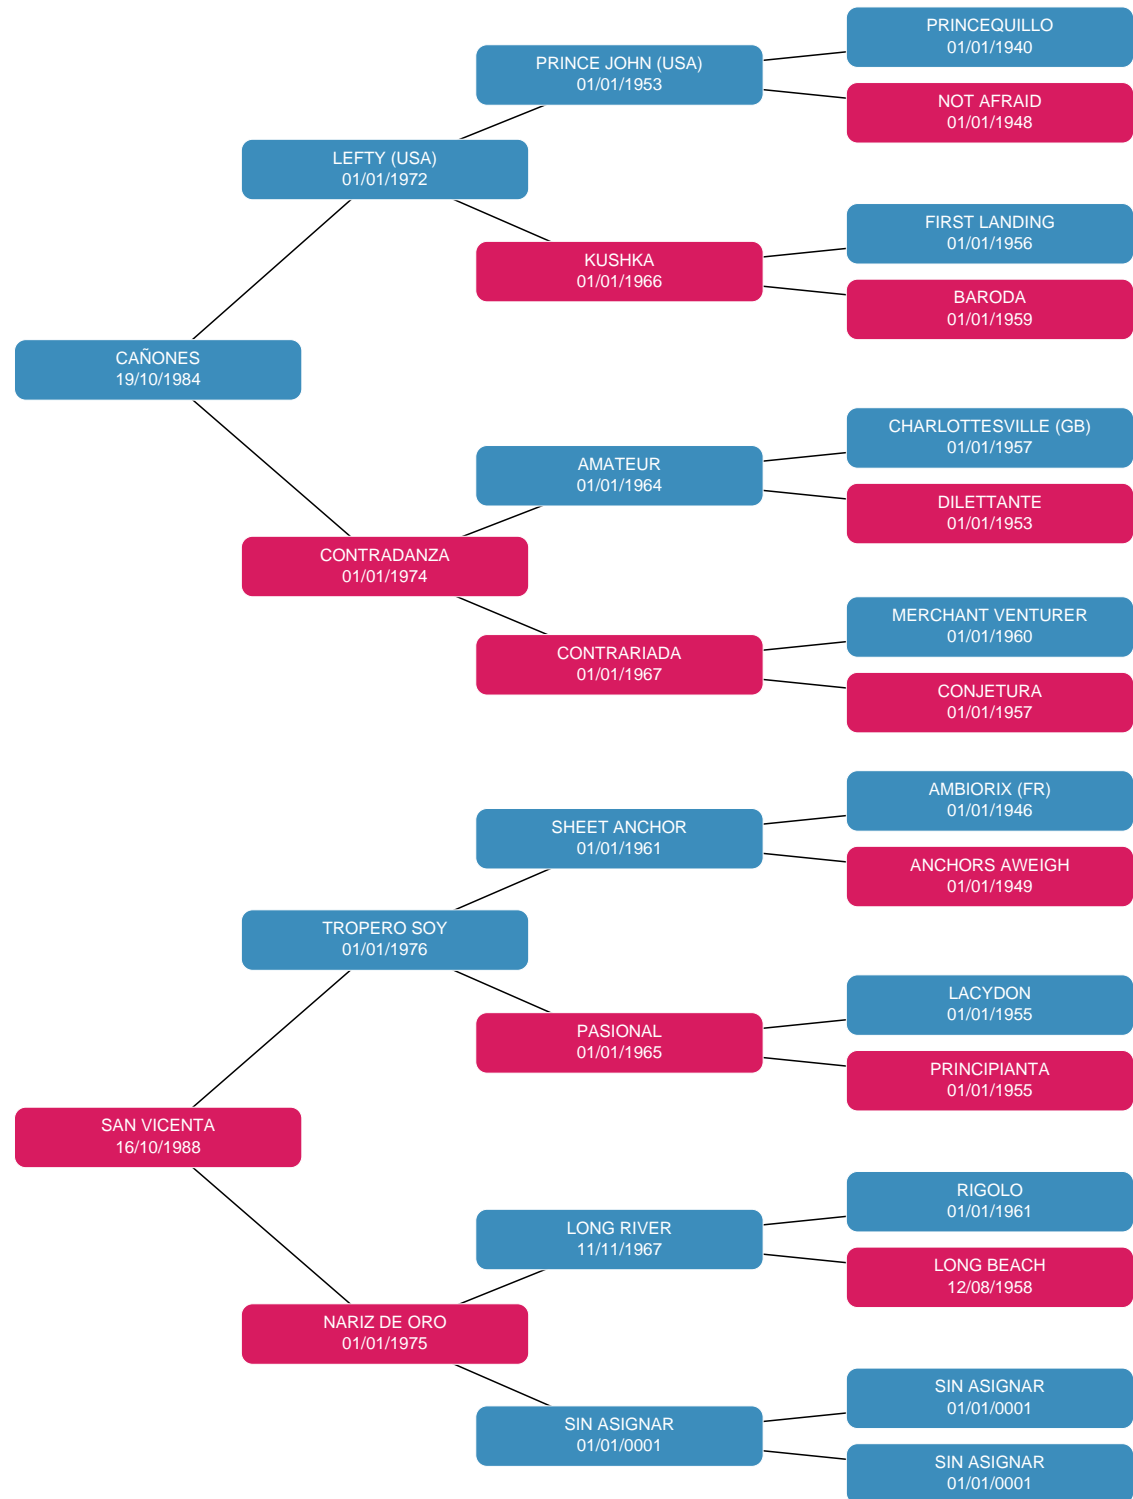 PRINCEQUILLO
01/01/1940
PRINCE JOHN (USA)
01/01/1953
NOT AFRAID
01/01/1948
LEFTY (USA)
01/01/1972
FIRST LANDING
01/01/1956
KUSHKA
01/01/1966
BARODA
01/01/1959
CAÑONES
19/10/1984
CHARLOTTESVILLE (GB)
01/01/1957
AMATEUR
01/01/1964
DILETTANTE
01/01/1953
CONTRADANZA
01/01/1974
MERCHANT VENTURER
01/01/1960
CONTRARIADA
01/01/1967
CONJETURA
01/01/1957
AMBIORIX (FR)
01/01/1946
SHEET ANCHOR
01/01/1961
ANCHORS AWEIGH
01/01/1949
TROPERO SOY
01/01/1976
LACYDON
01/01/1955
PASIONAL
01/01/1965
PRINCIPIANTA
01/01/1955
SAN VICENTA
16/10/1988
RIGOLO
01/01/1961
LONG RIVER
11/11/1967
LONG BEACH
12/08/1958
NARIZ DE ORO
01/01/1975
SIN ASIGNAR
01/01/0001
SIN ASIGNAR
01/01/0001
SIN ASIGNAR
01/01/0001